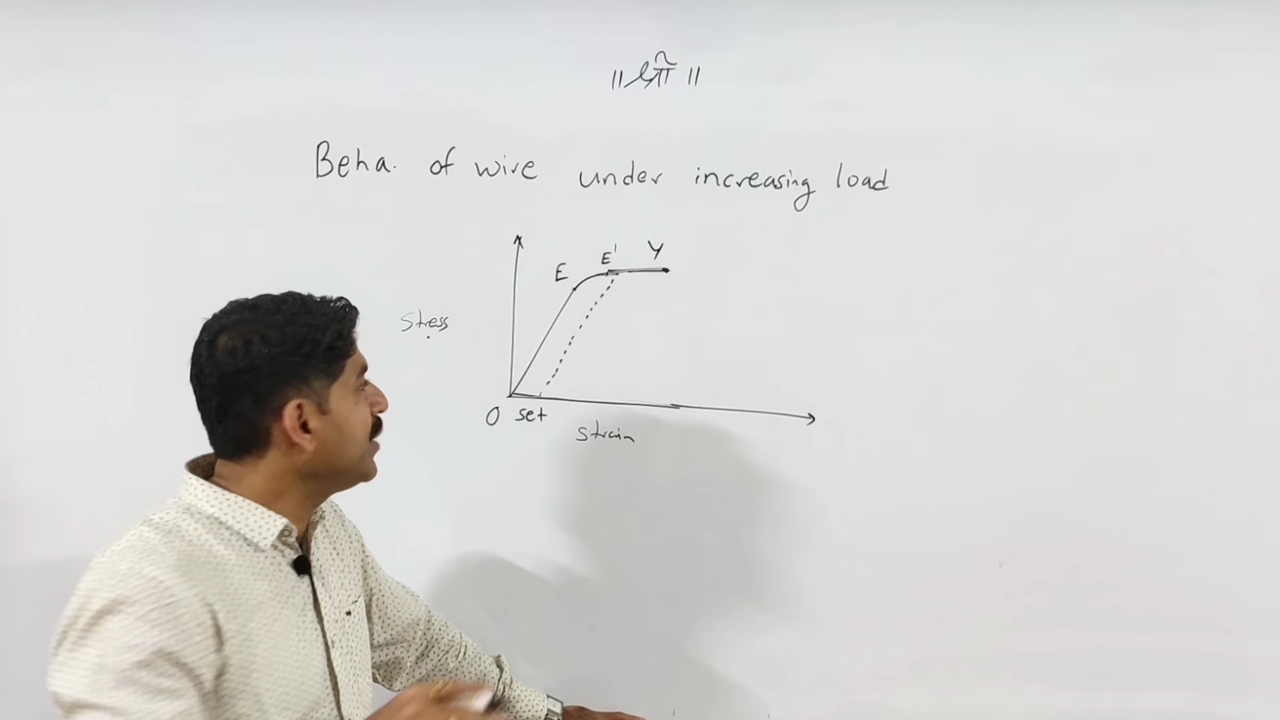 ॥ श्री ॥
Beha. of wire under increasing load
E E' Y
Stress
O set
Strain